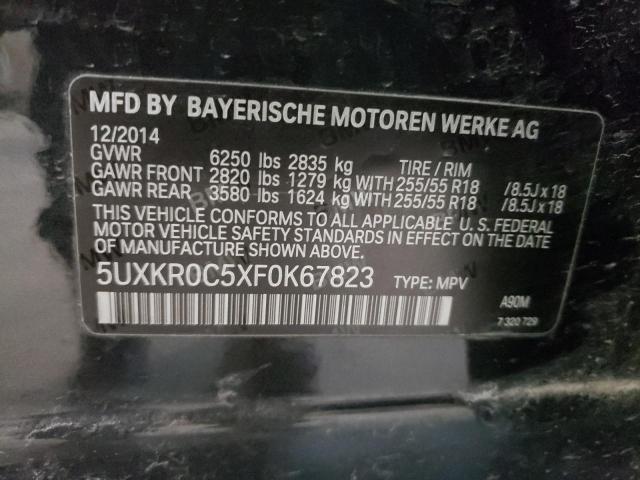 MFD BY BAYERISCHE MOTOREN WERKE AG
12/2014
GVWR 6250 lbs 2835 kg TIRE / RIM
GAWR FRONT 2820 lbs 1279 kg WITH 255/55 R18 /8.5J x 18
GAWR REAR 3580 lbs 1624 kg WITH 255/55 R18 /8.5J x 18
THIS VEHICLE CONFORMS TO ALL APPLICABLE U. S. FEDERAL
MOTOR VEHICLE SAFETY STANDARDS IN EFFECT ON THE DATE
OF MANUFACTURE SHOWN ABOVE.
5UXKR0C5XF0K67823 TYPE: MPV
A90M
7 320 729